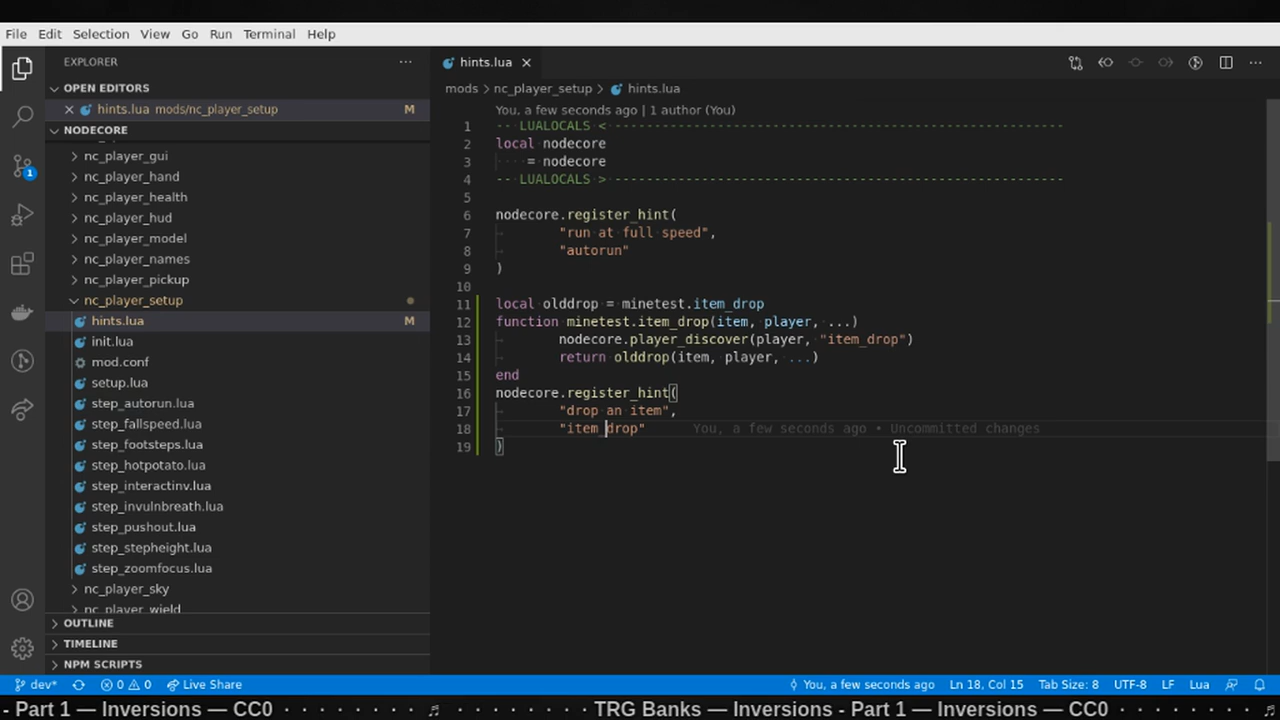 File Edit Selection View Go Run Terminal Help
EXPLORER
OPEN EDITORS
hints.lua mods/nc_player_setup M
NODECORE
nc_player_gui
nc_player_hand
nc_player_health
nc_player_hud
nc_player_model
nc_player_names
nc_player_pickup
nc_player_setup
hints.lua M
init.lua
mod.conf
setup.lua
step_autorun.lua
step_fallspeed.lua
step_footsteps.lua
step_hotpotato.lua
step_interactinv.lua
step_invulnbreath.lua
step_pushout.lua
step_stepheight.lua
step_zoomfocus.lua
nc_player_sky
nc_player_wield
OUTLINE
TIMELINE
NPM SCRIPTS
1
hints.lua
mods > nc_player_setup > hints.lua
You, a few seconds ago | 1 author (You)
1 -- LUALOCALS < ---------------------------------------------------------
2 local nodecore
3 = nodecore
4 -- LUALOCALS > ---------------------------------------------------------
5
6 nodecore.register_hint(
7 "run at full speed",
8 "autorun"
9 )
10
11 local olddrop = minetest.item_drop
12 function minetest.item_drop(item, player, ...)
13 nodecore.player_discover(player, "item_drop")
14 return olddrop(item, player, ...)
15 end
16 nodecore.register_hint(
17 "drop an item",
18 "item_drop" You, a few seconds ago • Uncommitted changes
19 )
dev* 0 0 Live Share You, a few seconds ago Ln 18, Col 15 Tab Size: 8 UTF-8 LF Lua
- Part 1 — Inversions — CC0 · · · · · · · · ♬ · · · · · · · · TRG Banks — Inversions - Part 1 — Inversions — CC0 · · · · · · · · ♬